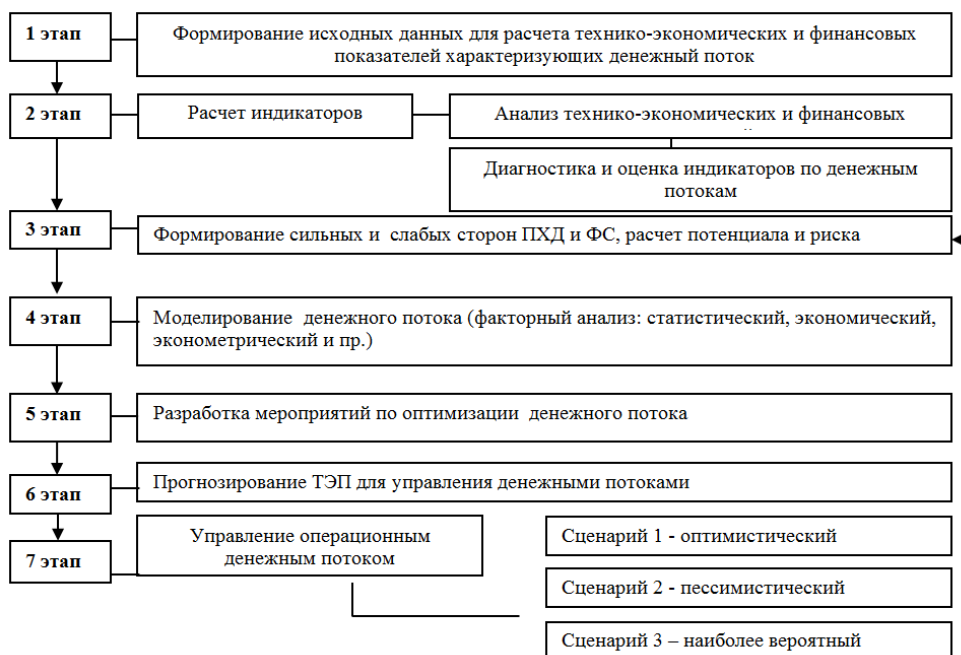 1 этап
Формирование исходных данных для расчета технико-экономических и финансовых
показателей характеризующих денежный поток
2 этап
Расчет индикаторов
Анализ технико-экономических и финансовых
Диагностика и оценка индикаторов по денежным
потокам
3 этап
Формирование сильных и слабых сторон ПХД и ФС, расчет потенциала и риска
4 этап
Моделирование денежного потока (факторный анализ: статистический, экономический,
эконометрический и пр.)
5 этап
Разработка мероприятий по оптимизации денежного потока
6 этап
Прогнозирование ТЭП для управления денежными потоками
7 этап
Управление операционным
денежным потоком
Сценарий 1 - оптимистический
Сценарий 2 - пессимистический
Сценарий 3 – наиболее вероятный